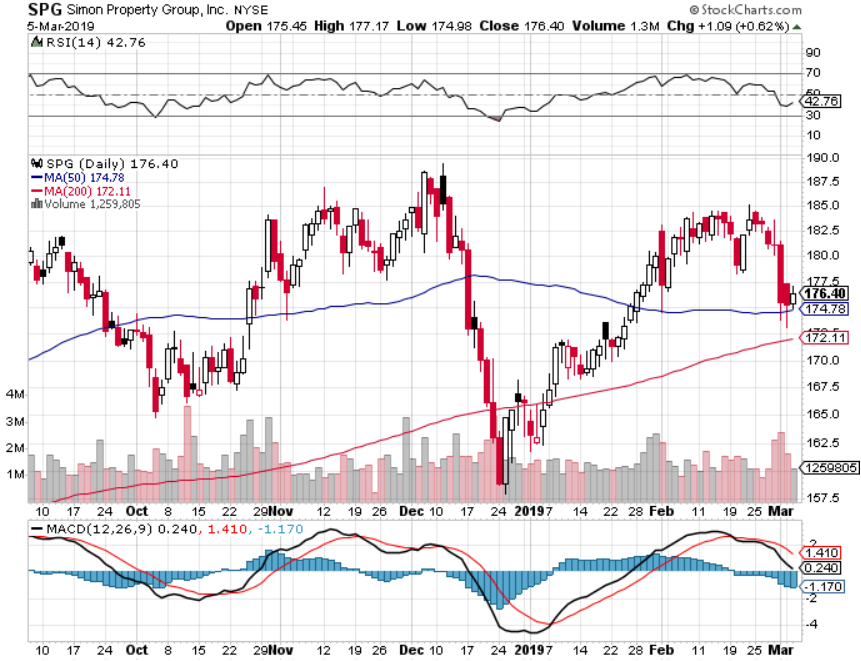 SPG Simon Property Group, Inc. NYSE ® StockCharts.com
5-Mar-2019 Open 175.45 High 177.17 Low 174.98 Close 176.40 Volume 1.3M Chg +1.09 (+0.62%)
RSI(14) 42.76
90
70
50
42.76
30
10
SPG (Daily) 176.40
MA(50) 174.78
MA(200) 172.11
Volume 1,259,805
190.0
187.5
185.0
182.5
180.0
177.5
176.40
174.78
172.5
172.11
170.0
167.5
165.0
162.5
1259805
157.5
4M
3M
2M
1M
10 17 24 Oct 8 15 22 29 Nov 12 19 26 Dec 10 17 24 2019 7 14 22 28 Feb 11 19 25 Mar
MACD(12,26,9) 0.240, 1.410, -1.170
2
1.410
0.240
-1.170
-2
-4
10 17 24 Oct 8 15 22 29 Nov 12 19 26 Dec 10 17 24 2019 7 14 22 28 Feb 11 19 25 Mar